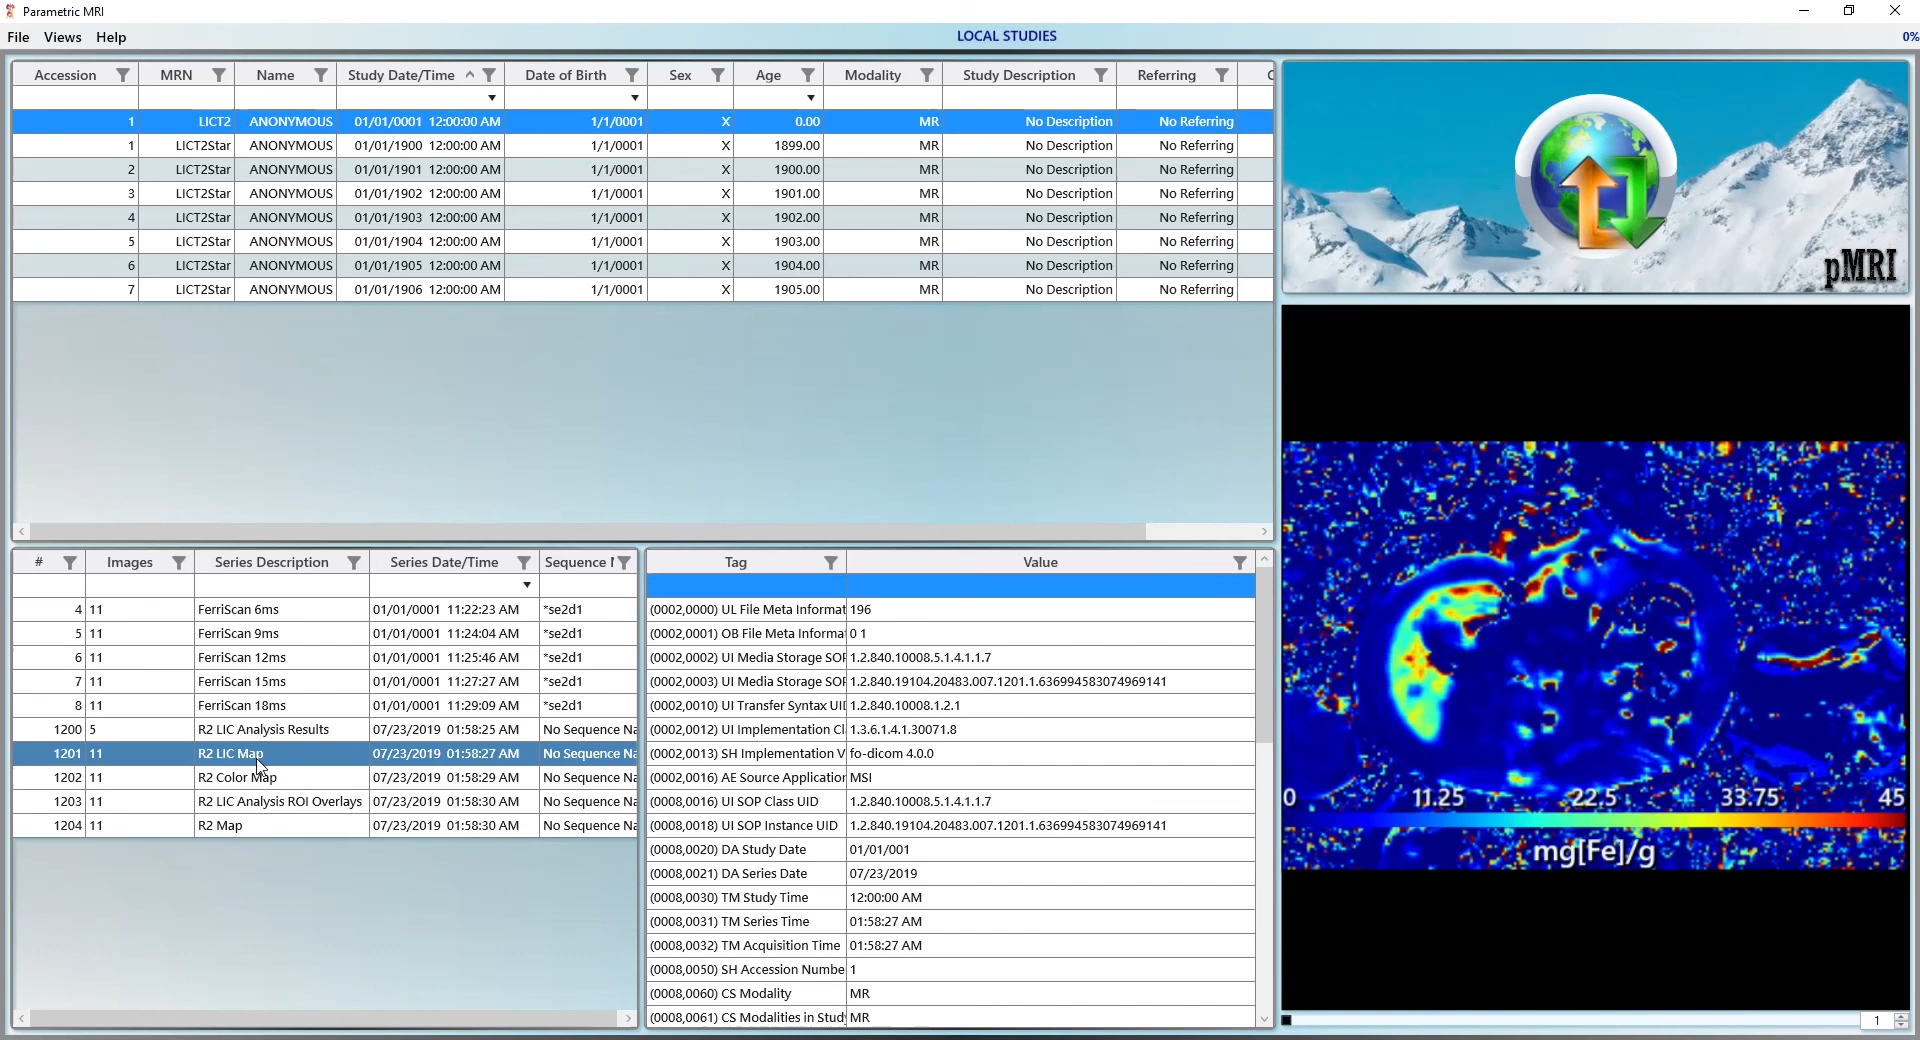 Parametric MRI
File Views Help
LOCAL STUDIES
0%
Accession MRN Name Study Date/Time Date of Birth Sex Age Modality Study Description Referring
1 LICT2 ANONYMOUS 01/01/0001 12:00:00 AM 1/1/0001 X 0.00 MR No Description No Referring
1 LICT2Star ANONYMOUS 01/01/1900 12:00:00 AM 1/1/0001 X 1899.00 MR No Description No Referring
2 LICT2Star ANONYMOUS 01/01/1901 12:00:00 AM 1/1/0001 X 1900.00 MR No Description No Referring
3 LICT2Star ANONYMOUS 01/01/1902 12:00:00 AM 1/1/0001 X 1901.00 MR No Description No Referring
4 LICT2Star ANONYMOUS 01/01/1903 12:00:00 AM 1/1/0001 X 1902.00 MR No Description No Referring
5 LICT2Star ANONYMOUS 01/01/1904 12:00:00 AM 1/1/0001 X 1903.00 MR No Description No Referring
6 LICT2Star ANONYMOUS 01/01/1905 12:00:00 AM 1/1/0001 X 1904.00 MR No Description No Referring
7 LICT2Star ANONYMOUS 01/01/1906 12:00:00 AM 1/1/0001 X 1905.00 MR No Description No Referring
pMRI
# Images Series Description Series Date/Time Sequence
4 11 FerriScan 6ms 01/01/0001 11:22:23 AM *se2d1
5 11 FerriScan 9ms 01/01/0001 11:24:04 AM *se2d1
6 11 FerriScan 12ms 01/01/0001 11:25:46 AM *se2d1
7 11 FerriScan 15ms 01/01/0001 11:27:27 AM *se2d1
8 11 FerriScan 18ms 01/01/0001 11:29:09 AM *se2d1
1200 5 R2 LIC Analysis Results 07/23/2019 01:58:25 AM No Sequence Na
1201 11 R2 LIC Map 07/23/2019 01:58:27 AM No Sequence Na
1202 11 R2 Color Map 07/23/2019 01:58:29 AM No Sequence Na
1203 11 R2 LIC Analysis ROI Overlays 07/23/2019 01:58:30 AM No Sequence Na
1204 11 R2 Map 07/23/2019 01:58:30 AM No Sequence Na
Tag Value
(0002,0000) UL File Meta Informat 196
(0002,0001) OB File Meta Informa 0 1
(0002,0002) UI Media Storage SOP 1.2.840.10008.5.1.4.1.1.7
(0002,0003) UI Media Storage SOP 1.2.840.19104.20483.007.1201.1.636994583074969141
(0002,0010) UI Transfer Syntax UID 1.2.840.10008.1.2.1
(0002,0012) UI Implementation Cl 1.3.6.1.4.1.30071.8
(0002,0013) SH Implementation V fo-dicom 4.0.0
(0002,0016) AE Source Application MSI
(0008,0016) UI SOP Class UID 1.2.840.10008.5.1.4.1.1.7
(0008,0018) UI SOP Instance UID 1.2.840.19104.20483.007.1201.1.636994583074969141
(0008,0020) DA Study Date 01/01/001
(0008,0021) DA Series Date 07/23/2019
(0008,0030) TM Study Time 12:00:00 AM
(0008,0031) TM Series Time 01:58:27 AM
(0008,0032) TM Acquisition Time 01:58:27 AM
(0008,0050) SH Accession Numbe 1
(0008,0060) CS Modality MR
(0008,0061) CS Modalities in Study MR
0 11.25 22.5 33.75 45
mg[Fe]/g
1